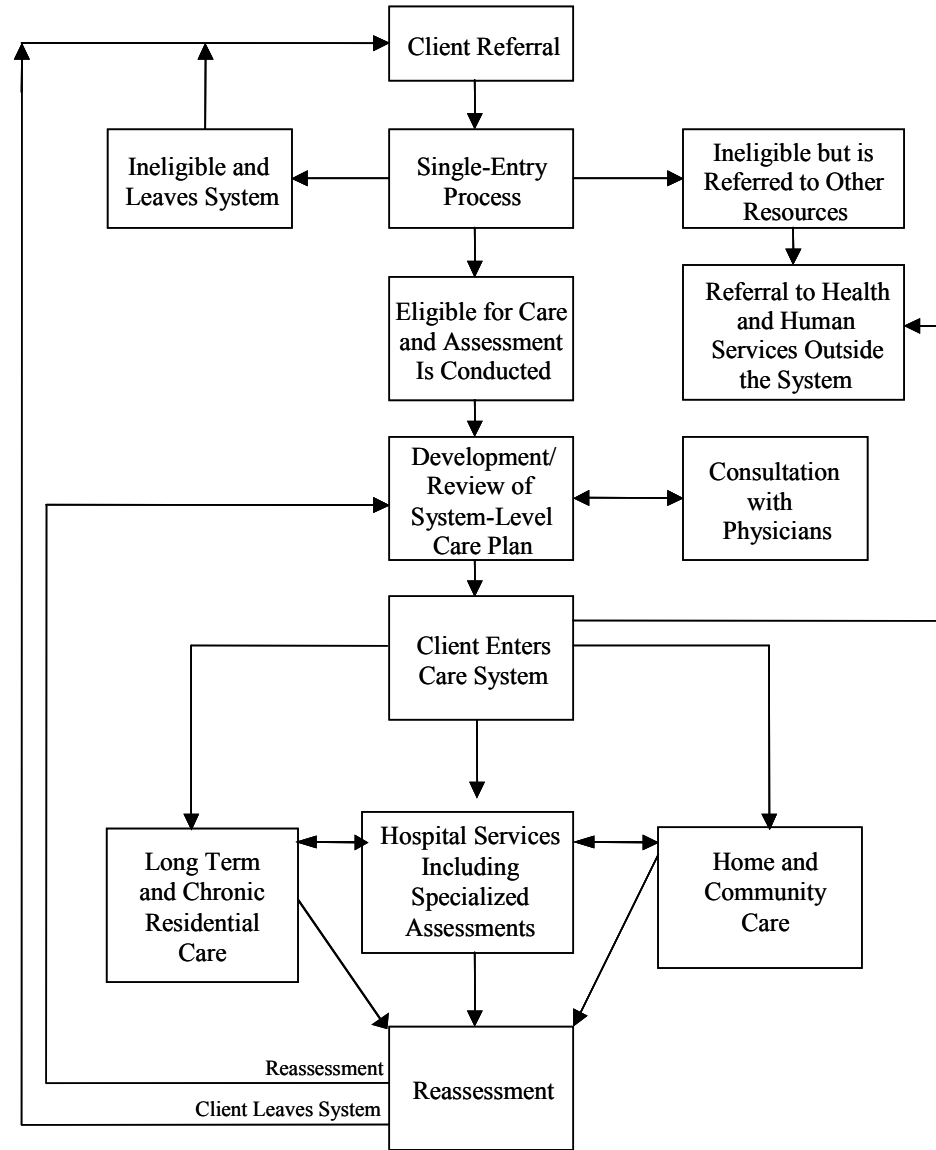 Client Referral
Ineligible and
Leaves System
Single-Entry
Process
Ineligible but is
Referred to Other
Resources
Eligible for Care
and Assessment
Is Conducted
Referral to Health
and Human
Services Outside
the System
Development/
Review of
System-Level
Care Plan
Consultation
with
Physicians
Client Enters
Care System
Long Term
and Chronic
Residential
Care
Hospital Services
Including
Specialized
Assessments
Home and
Community
Care
Reassessment
Client Leaves System
Reassessment